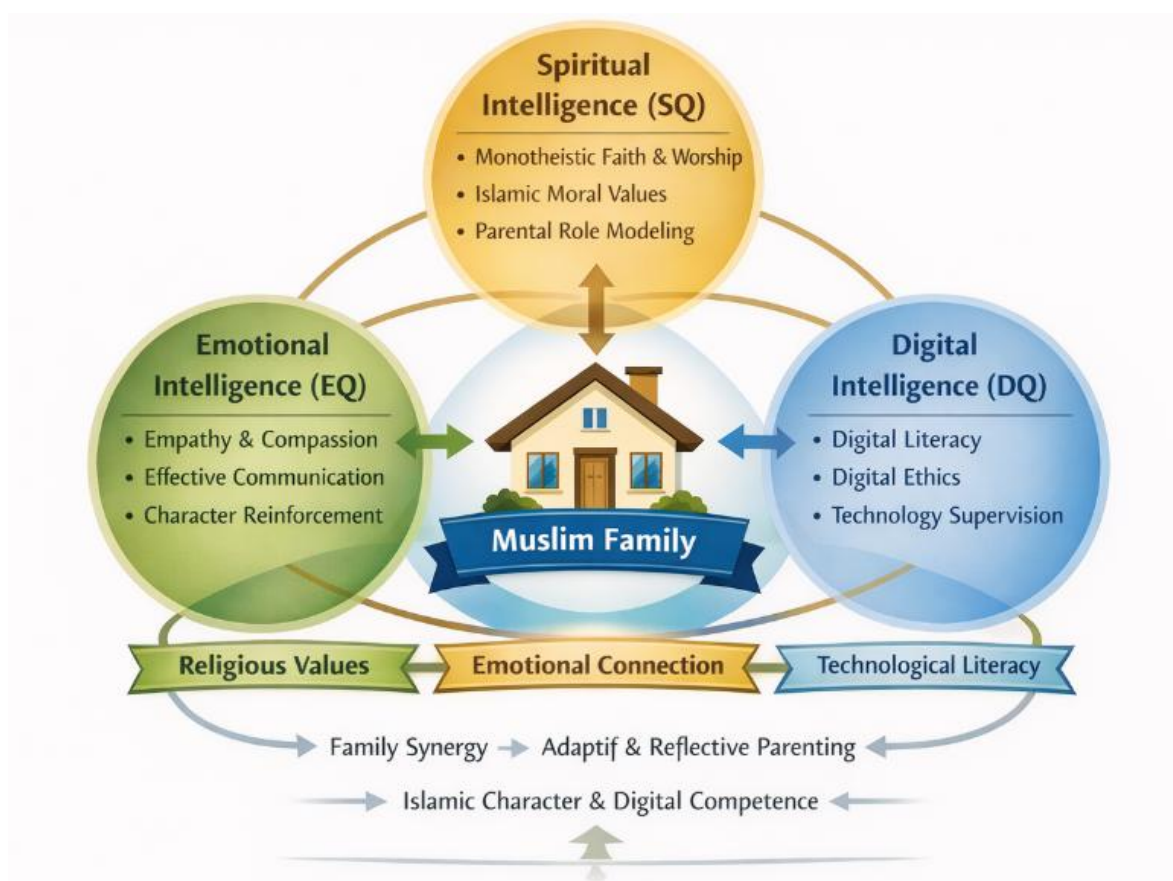 Spiritual
Intelligence (SQ)
• Monotheistic Faith & Worship
• Islamic Moral Values
• Parental Role Modeling
Emotional
Intelligence (EQ)
• Empathy & Compassion
• Effective Communication
• Character Reinforcement
Digital
Intelligence (DQ)
• Digital Literacy
• Digital Ethics
• Technology Supervision
Muslim Family
Religious Values
Emotional Connection
Technological Literacy
Family Synergy → Adaptif & Reflective Parenting
Islamic Character & Digital Competence